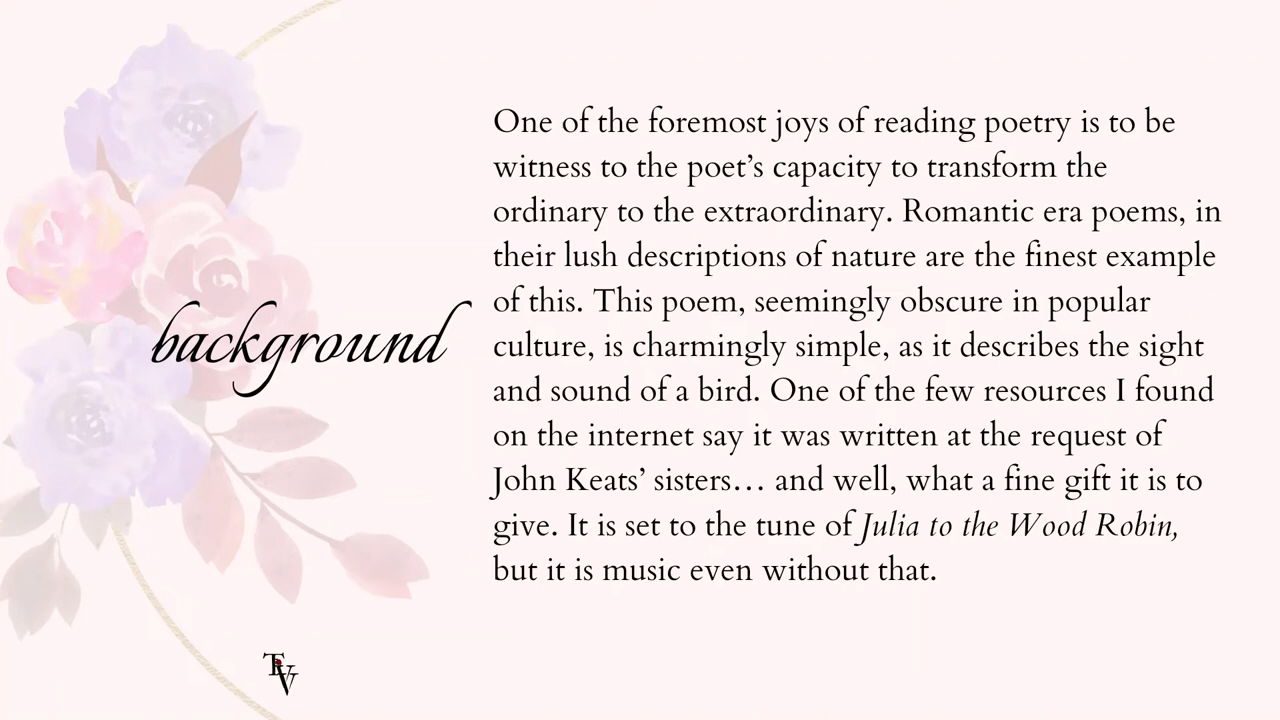 background
One of the foremost joys of reading poetry is to be
witness to the poet’s capacity to transform the
ordinary to the extraordinary. Romantic era poems, in
their lush descriptions of nature are the finest example
of this. This poem, seemingly obscure in popular
culture, is charmingly simple, as it describes the sight
and sound of a bird. One of the few resources I found
on the internet say it was written at the request of
John Keats’ sisters… and well, what a fine gift it is to
give. It is set to the tune of Julia to the Wood Robin,
but it is music even without that.
TV